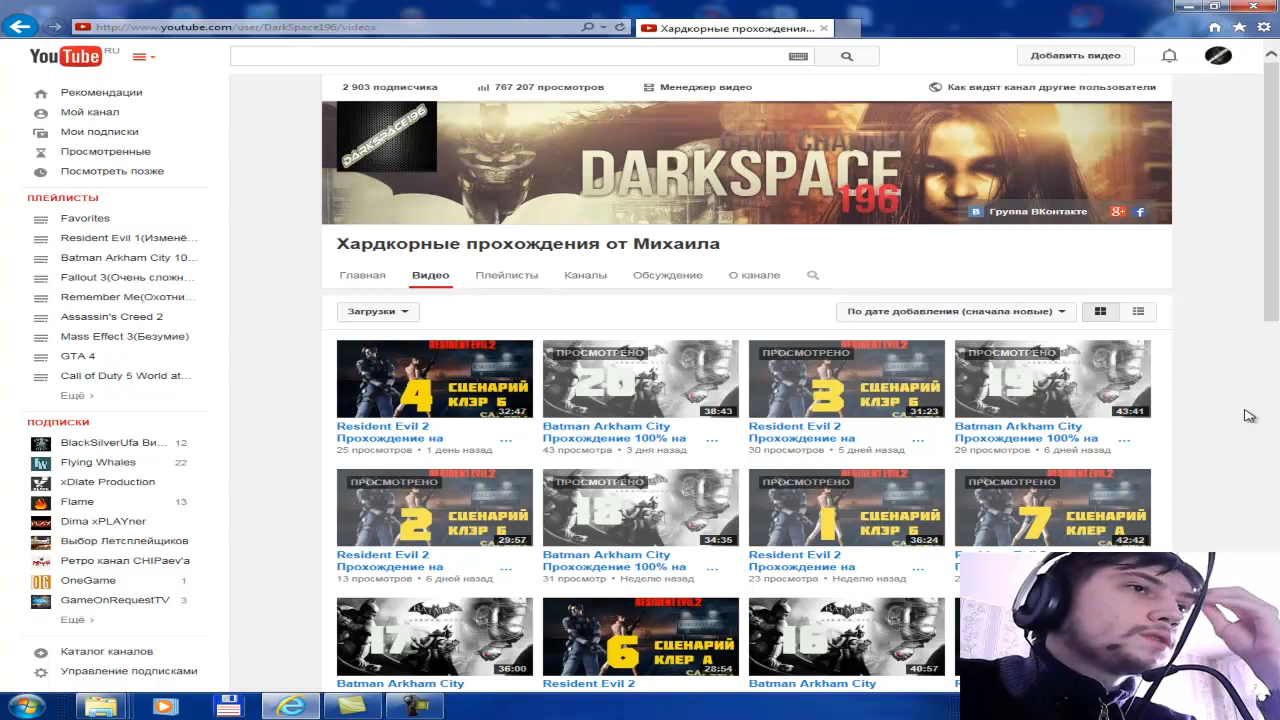 http://www.youtube.com/user/DarkSpace196/videos
Хардкорные прохождения...
YouTube RU
Добавить видео
2 903 подписчика
767 207 просмотров
Менеджер видео
Как видят канал другие пользователи
DARKSPACE196
DARKSPACE
196
Группа ВКонтакте
Хардкорные прохождения от Михаила
Главная
Видео
Плейлисты
Каналы
Обсуждение
О канале
Загрузки
По дате добавления (сначала новые)
Рекомендации
Мой канал
Мои подписки
Просмотренные
Посмотреть позже
ПЛЕЙЛИСТЫ
Favorites
Resident Evil 1(Изменё...
Batman Arkham City 10...
Fallout 3(Очень сложн...
Remember Me(Охотни...
Assassin's Creed 2
Mass Effect 3(Безумие)
GTA 4
Call of Duty 5 World at...
Ещё ›
ПОДПИСКИ
BlackSilverUfa Ви... 12
Flying Whales 22
xDlate Production
Flame 13
Dima xPLAYner
Выбор Летсплейщиков
Ретро канал CHIPaev'a
OneGame 1
GameOnRequestTV 3
Ещё ›
Каталог каналов
Управление подписками
RESIDENT EVIL 2
4 СЦЕНАРИЙ
КЛЭР Б
32:47
Resident Evil 2
Прохождение на ...
25 просмотров • 1 день назад
ПРОСМОТРЕНО
20
38:43
Batman Arkham City
Прохождение 100% на ...
43 просмотра • 3 дня назад
ПРОСМОТРЕНО
RESIDENT EVIL 2
3 СЦЕНАРИЙ
КЛЭР Б
31:23
Resident Evil 2
Прохождение на ...
30 просмотров • 5 дней назад
ПРОСМОТРЕНО
19
43:41
Batman Arkham City
Прохождение 100% на ...
29 просмотров • 6 дней назад
ПРОСМОТРЕНО
2 СЦЕНАРИЙ
КЛЭР Б
29:57
Resident Evil 2
Прохождение на ...
13 просмотров • 6 дней назад
ПРОСМОТРЕНО
18
34:35
Batman Arkham City
Прохождение 100% на ...
31 просмотр • Неделю назад
ПРОСМОТРЕНО
1 СЦЕНАРИЙ
КЛЭР Б
36:24
Resident Evil 2
Прохождение на ...
23 просмотра • Неделю назад
ПРОСМОТРЕНО
7 СЦЕНАРИЙ
КЛЕР А
42:42
17
36:00
Batman Arkham City
RESIDENT EVIL 2
6 СЦЕНАРИЙ
КЛЕР А
28:54
Resident Evil 2
BATMAN
16
40:57
Batman Arkham City